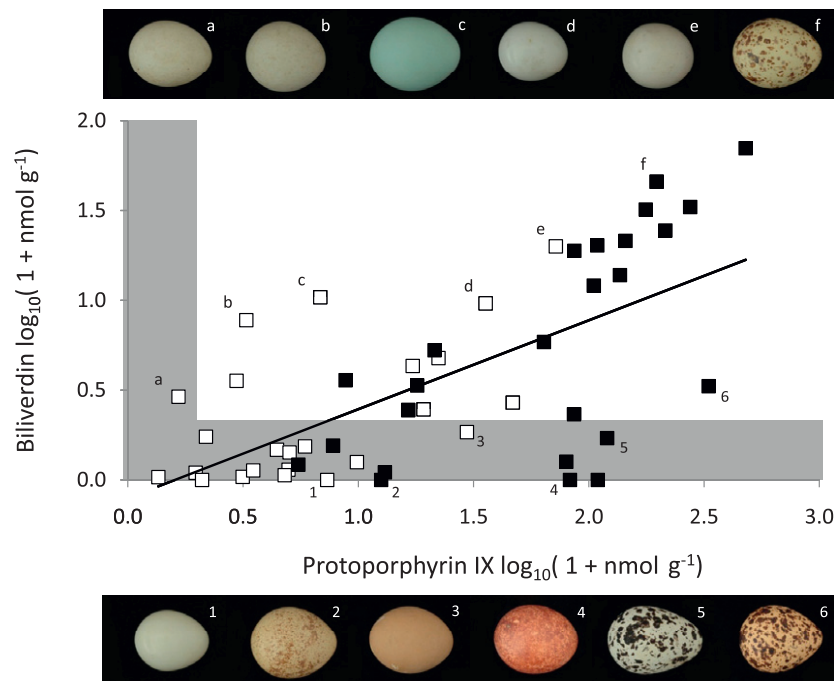 a b c d e f
2.0
1.5
1.0
0.5
0.0
Biliverdin log10( 1 + nmol g-1)
f
e
d
c
b
a
6
5
3
4
2
1
0.0 0.5 1.0 1.5 2.0 2.5 3.0
Protoporphyrin IX log10( 1 + nmol g-1)
1 2 3 4 5 6